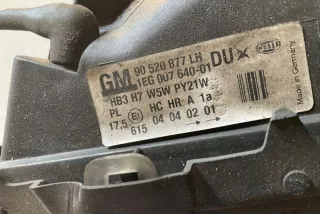 GM 90 520 877 LH DU HELLA
1EG 007 640-01
HB3 H7 W5W PY21W
PL HC HR A 1a
17,5 E1 04 04 02 01
615
Made in Germany